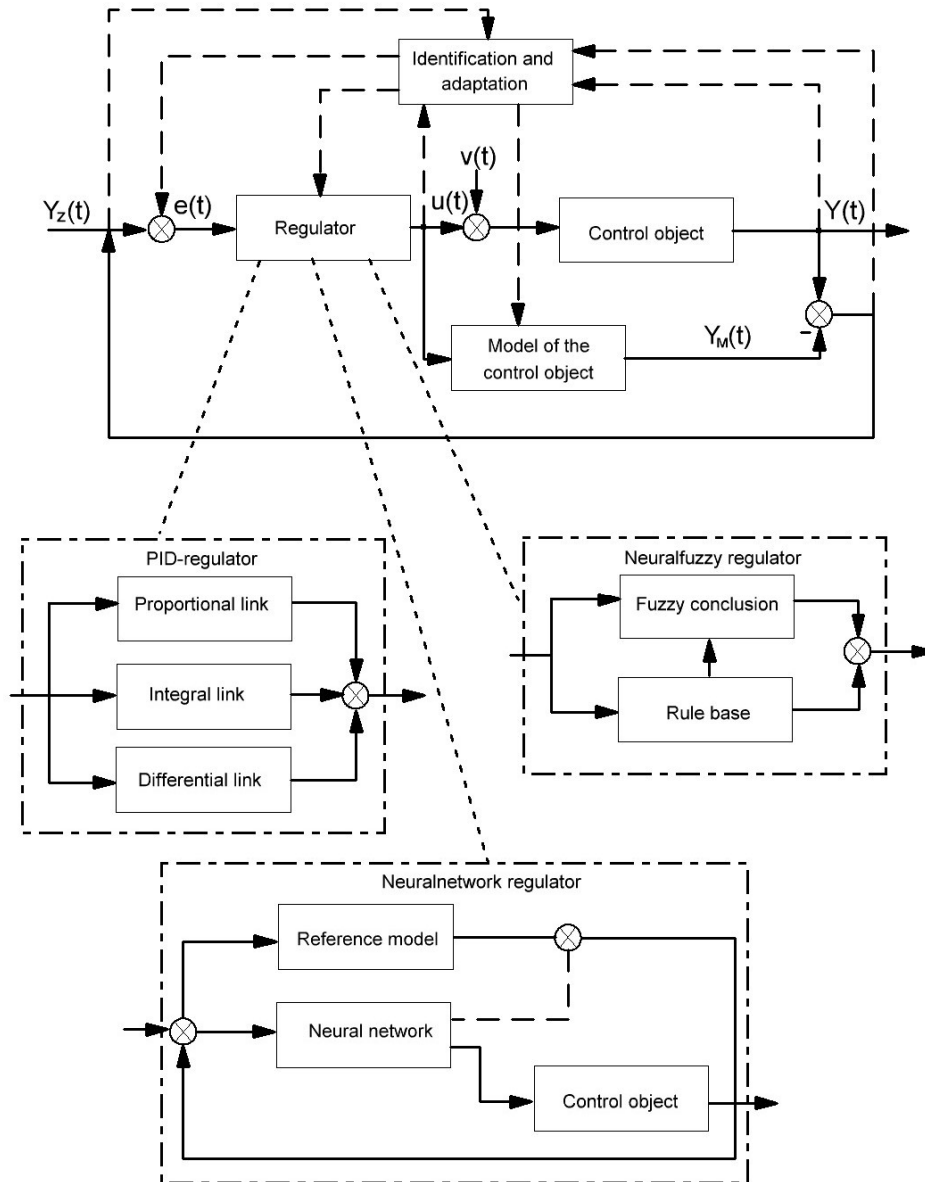 Identification and
adaptation
v(t)
Y_Z(t)
e(t)
Regulator
u(t)
Control object
Y(t)
Model of the
control object
Y_M(t)
–
PID-regulator
Proportional link
Integral link
Differential link
Neuralfuzzy regulator
Fuzzy conclusion
Rule base
Neuralnetwork regulator
Reference model
Neural network
Control object